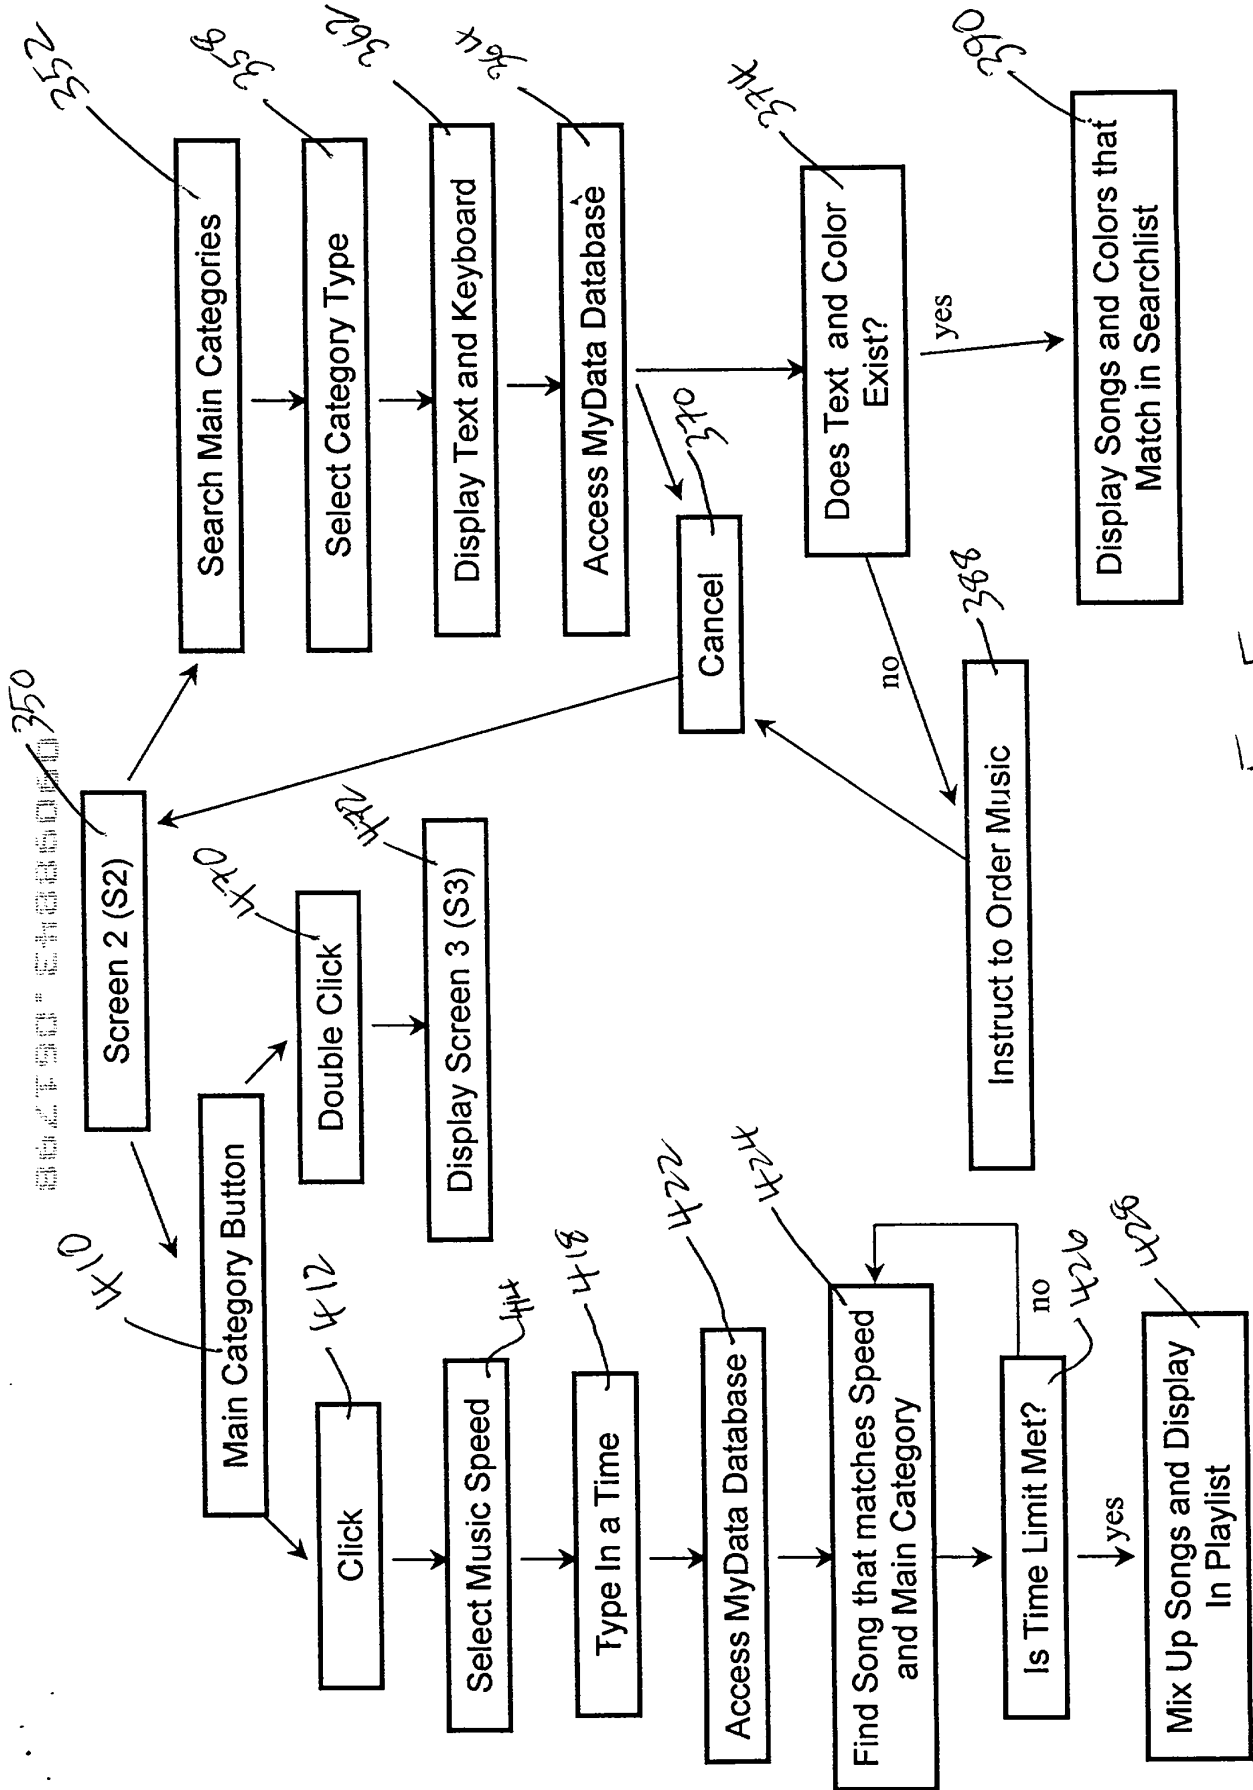 350
Screen 2 (S2)
410
Main Category Button
412
Click
Select Music Speed
414
Type In a Time
418
Access MyData Database
422
Find Song that matches Speed
and Main Category
424
Is Time Limit Met?
426
no
yes
Mix Up Songs and Display
In Playlist
428
Double Click
470
Display Screen 3 (S3)
472
Search Main Categories
352
Select Category Type
358
Display Text and Keyboard
362
Access MyData Database
364
Cancel
370
Does Text and Color
Exist?
374
no
yes
Instruct to Order Music
388
Display Songs and Colors that
Match in Searchlist
390